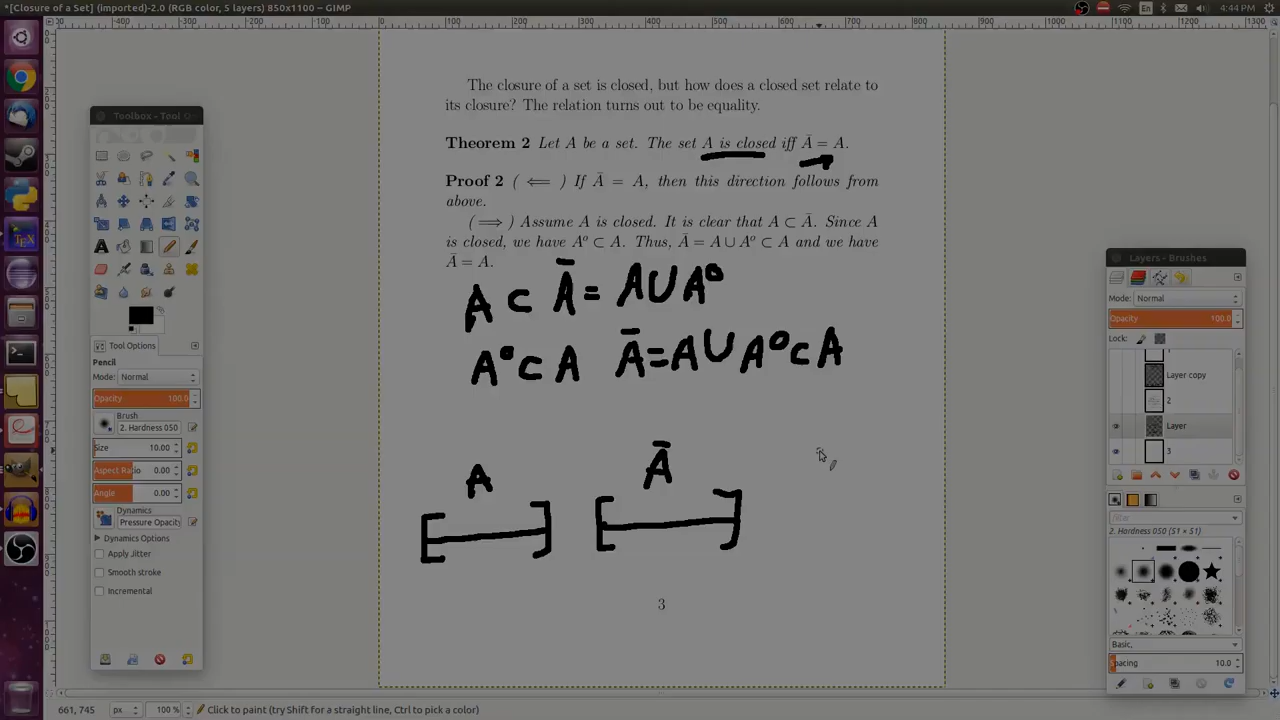 *[Closure of a Set] (imported)-2.0 (RGB color, 5 layers) 850x1100 – GIMP
En
4:44 PM
Toolbox - Tool
Tool Options
Pencil
Mode: Normal
Opacity 100.0
Brush
2. Hardness 050
Size 10.00
Aspect Ratio 0.00
Angle 0.00
Dynamics
Pressure Opacity
Dynamics Options
Apply Jitter
Smooth stroke
Incremental
The closure of a set is closed, but how does a closed set relate to
its closure? The relation turns out to be equality.
Theorem 2 Let A be a set. The set A is closed iff Ā = A.
Proof 2 ( ⟸ ) If Ā = A, then this direction follows from
above.
( ⟹ ) Assume A is closed. It is clear that A ⊂ Ā. Since A
is closed, we have Aᵒ ⊂ A. Thus, Ā = A ∪ Aᵒ ⊂ A and we have
Ā = A.
A ⊂ Ā = A∪Aᵒ
Aᵒ⊂A Ā=A∪Aᵒ⊂A
A Ā
3
Layers - Brushes
Mode: Normal
Opacity 100.0
Lock:
Layer copy
2
Layer
3
filter
2. Hardness 050 (51 × 51)
Basic,
Spacing 10.0
661, 745 px 100 % Click to paint (try Shift for a straight line, Ctrl to pick a color)